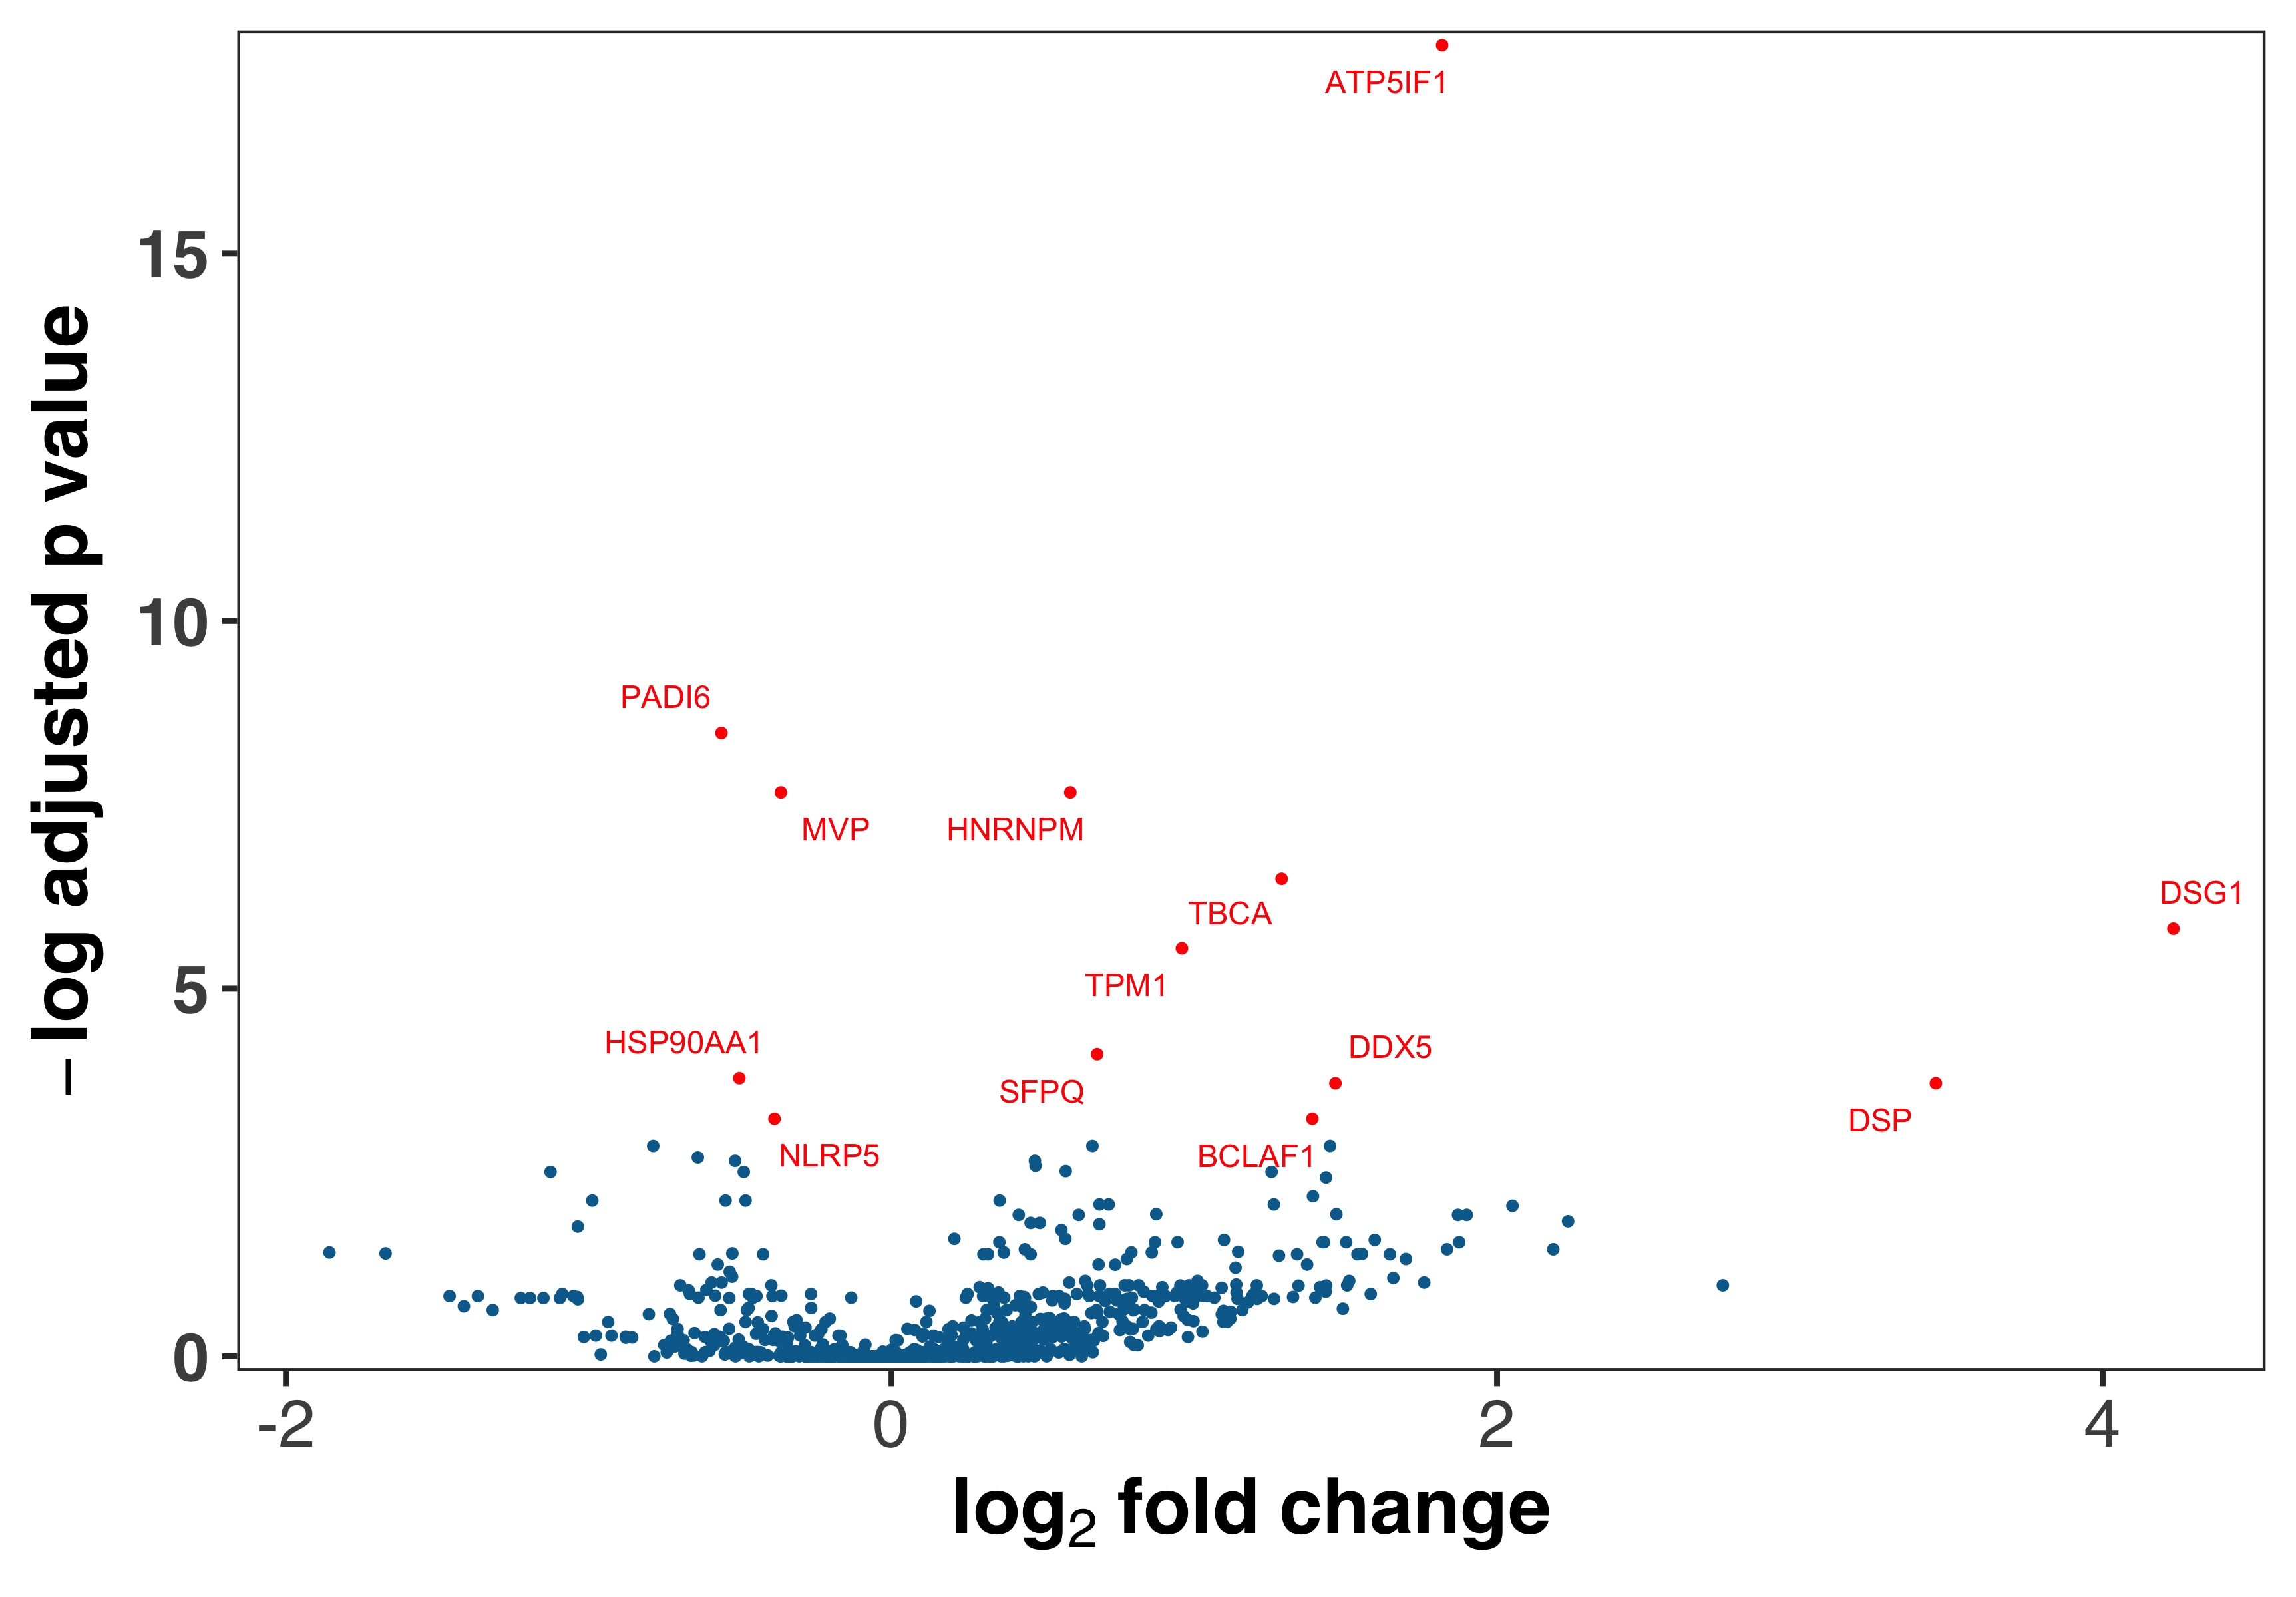 ATP5IF1
15
10
PADI6
MVP
HNRNPM
TBCA
DSG1
TPM1
5
HSP90AA1
DDX5
SFPQ
DSP
NLRP5
BCLAF1
0
-2
0
2
4
log₂ fold change
– log adjusted p value